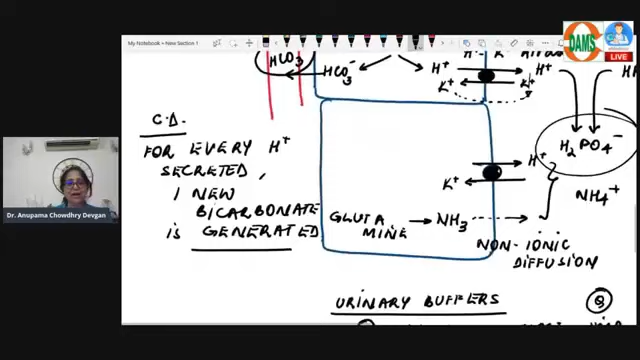 My Notebook » New Section 1
DAMS
LIVE
HCO3
HCO3-
H+
K+
H+
K+
C.D.
FOR EVERY H+
SECRETED,
1 NEW
BICARBONATE
is GENERATED
H2PO4-
H+
K+
NH4+
GLUTA
MINE
NH3
NON-IONIC
DIFFUSION
URINARY BUFFERS
Dr. Anupama Chowdhry Devgan